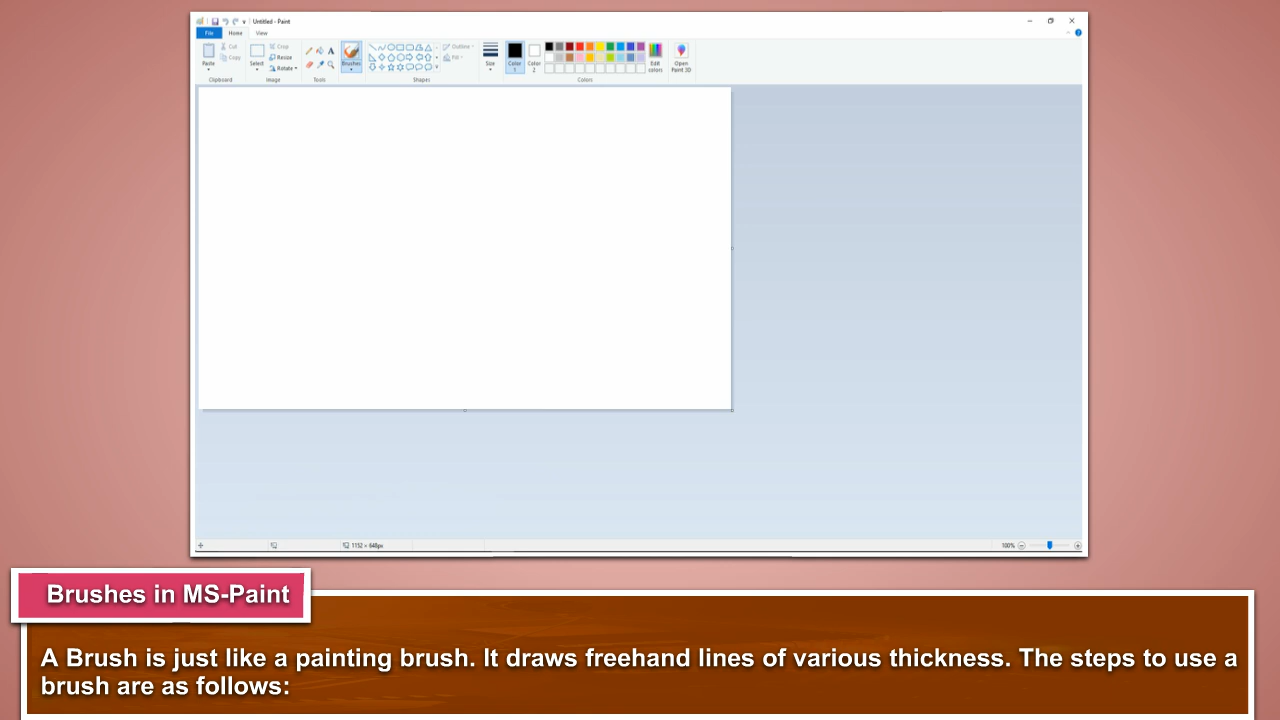 Untitled - Paint
File Home View
Paste
Cut
Copy
Clipboard
Select
Crop
Resize
Rotate
Image
Tools
Brushes
Outline
Fill
Shapes
Size
Color 1
Color 2
Edit colors
Colors
Open Paint 3D
1152 × 648px
100%
Brushes in MS-Paint
A Brush is just like a painting brush. It draws freehand lines of various thickness. The steps to use a
brush are as follows: